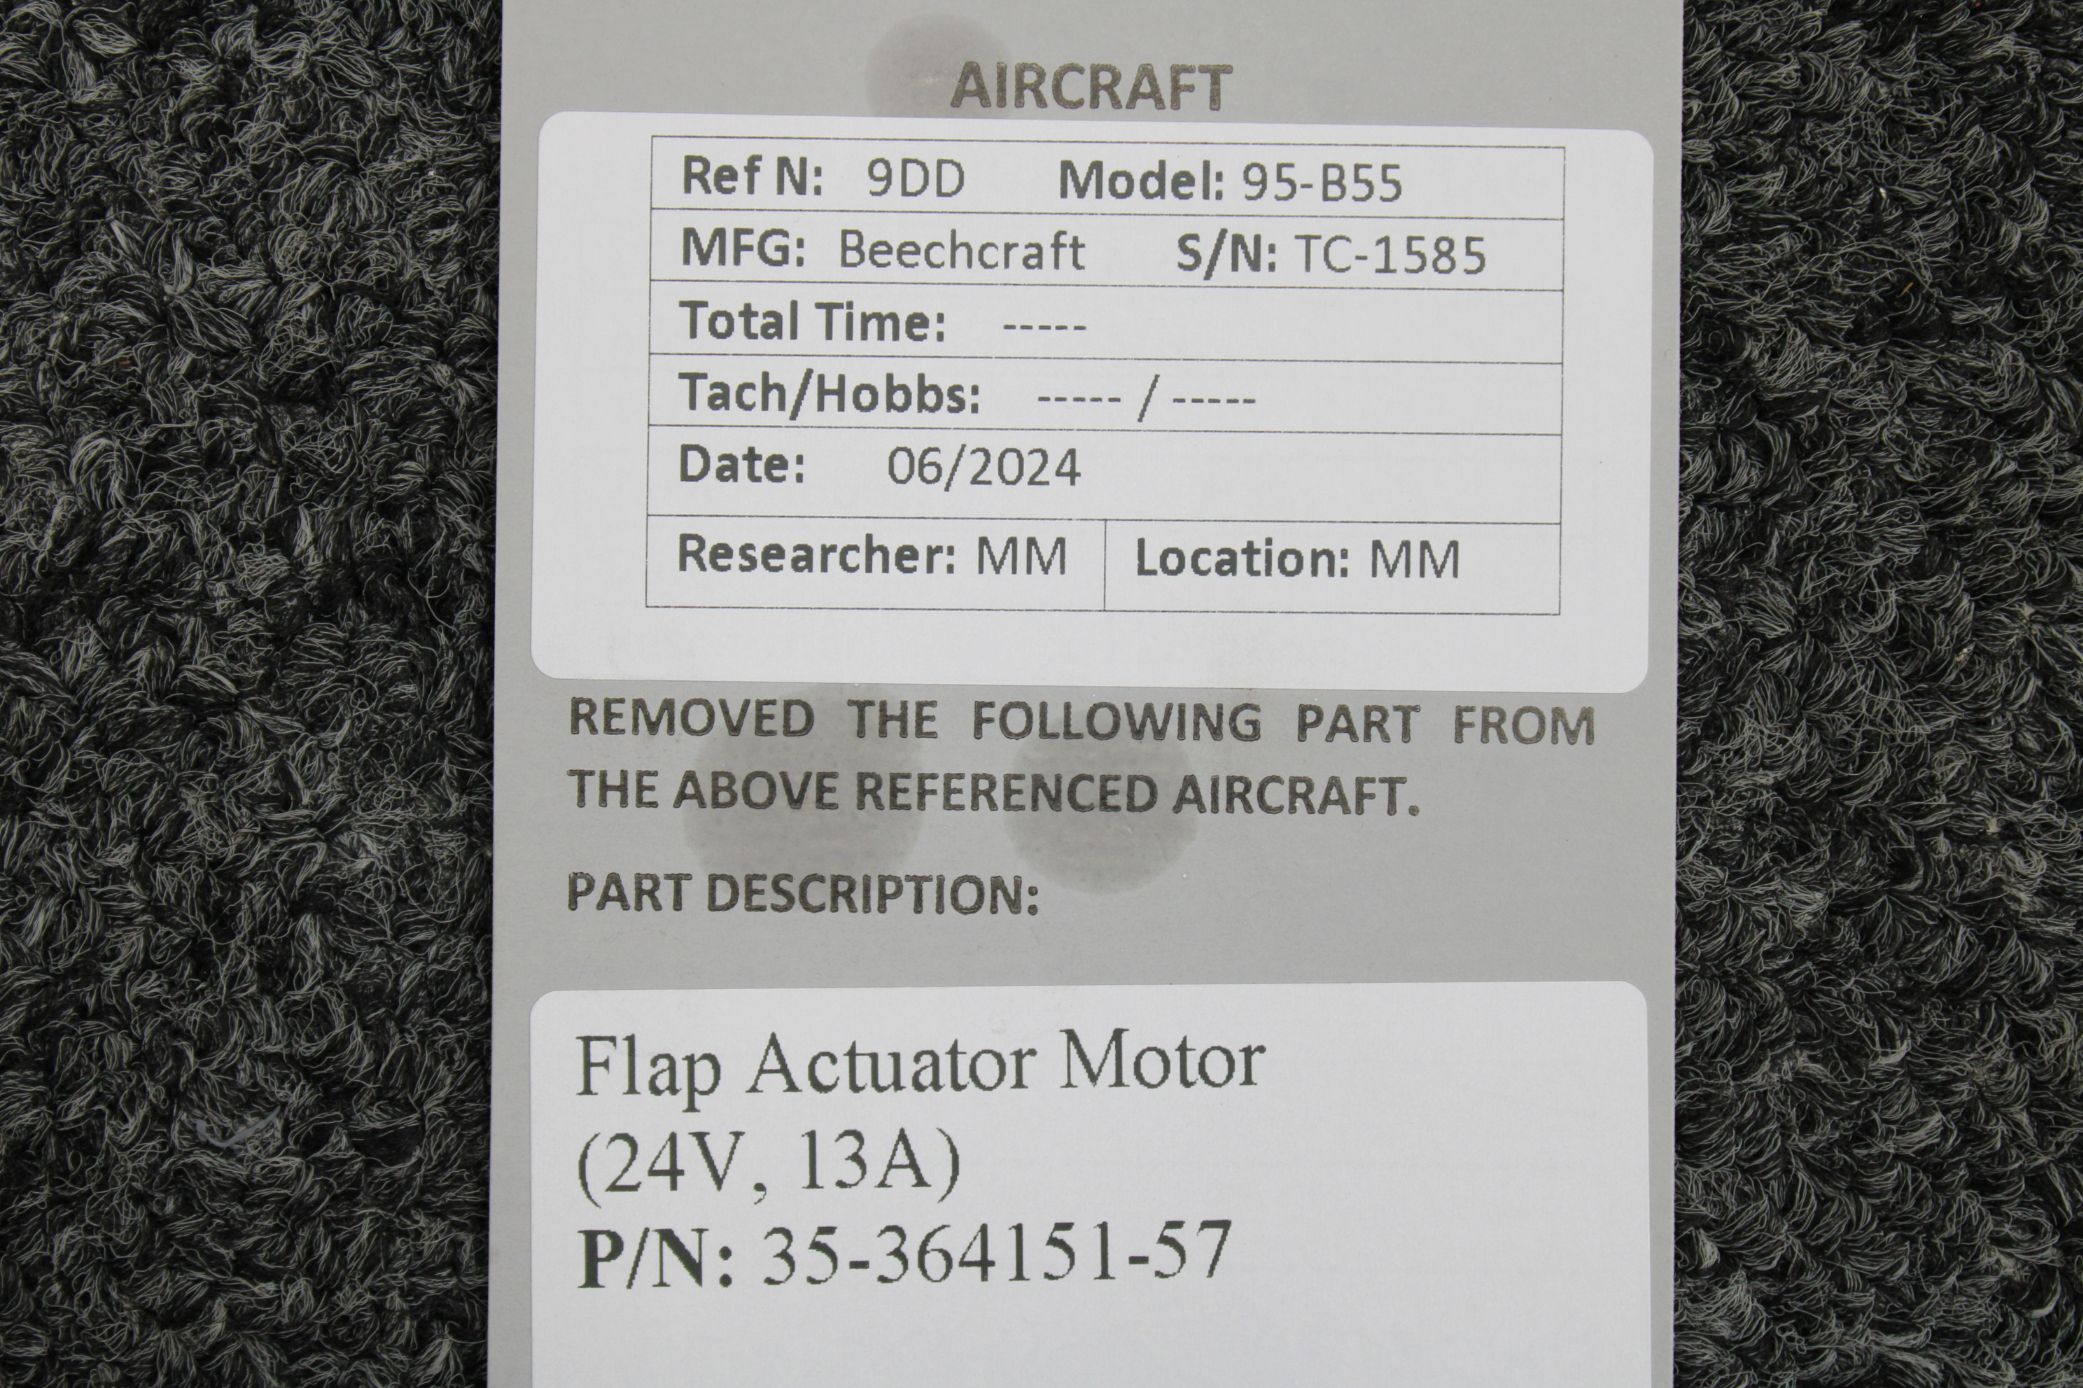 AIRCRAFT
Ref N: 9DD Model: 95-B55
MFG: Beechcraft S/N: TC-1585
Total Time: -----
Tach/Hobbs: ----- / -----
Date: 06/2024
Researcher: MM Location: MM
REMOVED THE FOLLOWING PART FROM
THE ABOVE REFERENCED AIRCRAFT.
PART DESCRIPTION:
Flap Actuator Motor
(24V, 13A)
P/N: 35-364151-57